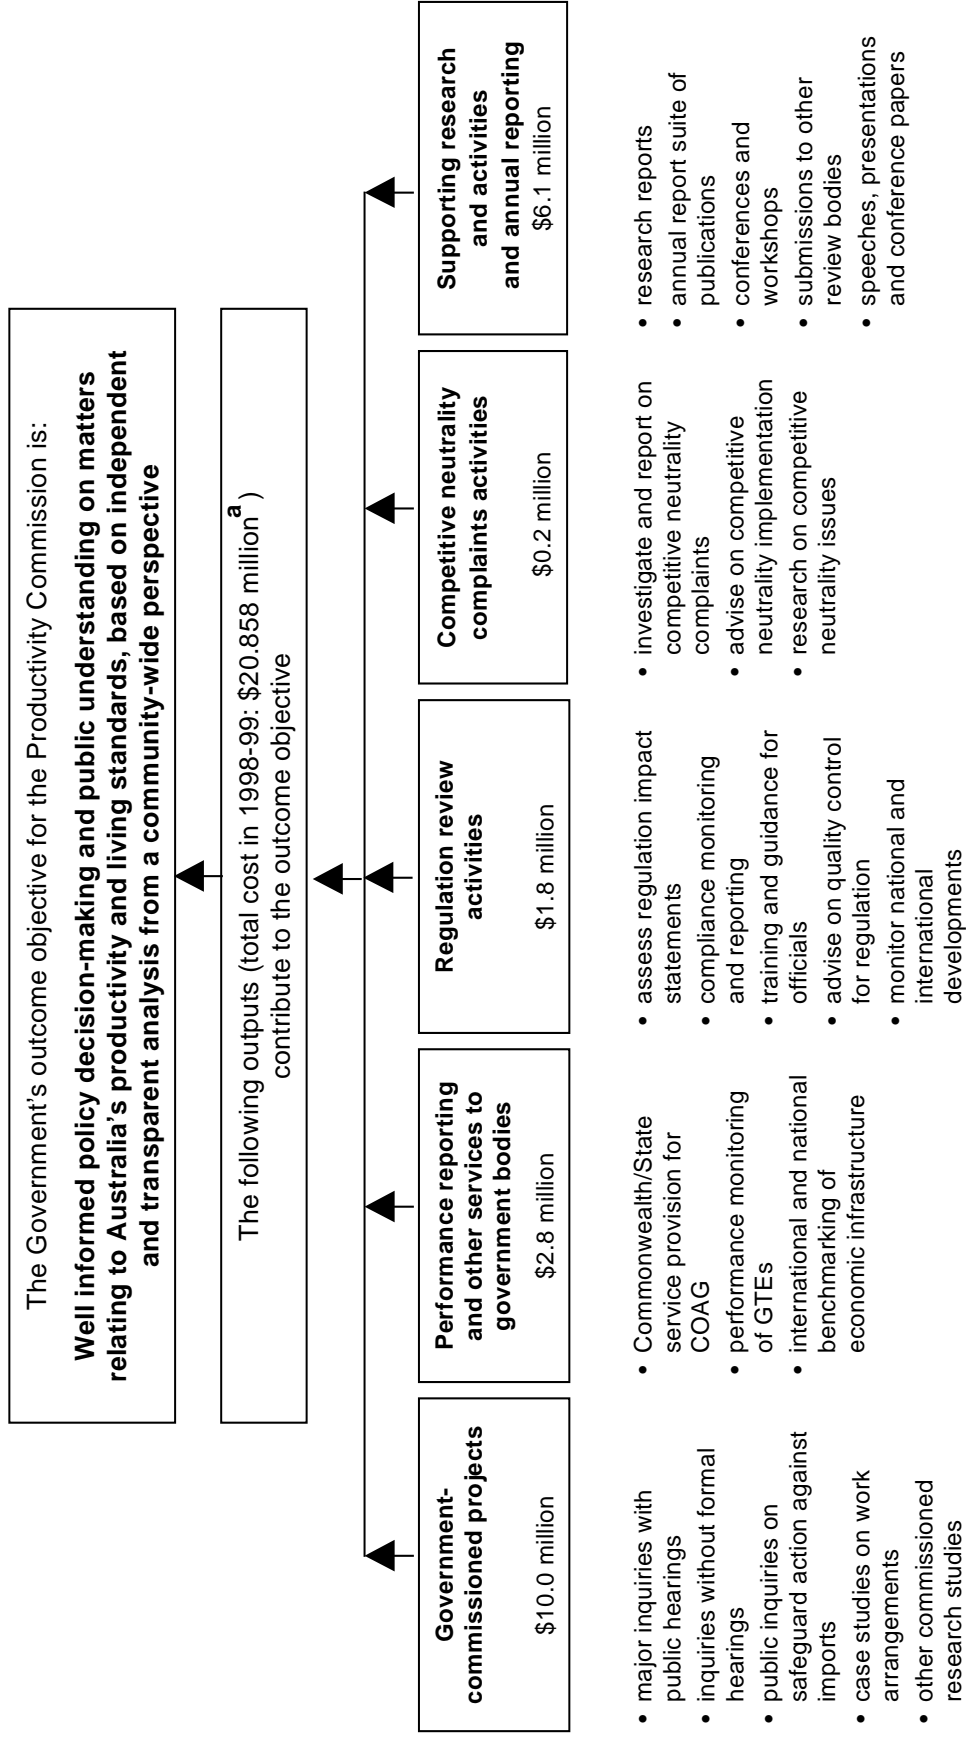 The Government's outcome objective for the Productivity Commission is:
Well informed policy decision-making and public understanding on matters
relating to Australia's productivity and living standards, based on independent
and transparent analysis from a community-wide perspective
The following outputs (total cost in 1998-99: $20.858 million a )
contribute to the outcome objective
Government-
commissioned projects
$10.0 million
Performance reporting
and other services to
government bodies
$2.8 million
Regulation review
activities
$1.8 million
Competitive neutrality
complaints activities
$0.2 million
Supporting research
and activities
and annual reporting
$6.1 million
• major inquiries with
public hearings
• inquiries without formal
hearings
• public inquiries on
safeguard action against
imports
• case studies on work
arrangements
• other commissioned
research studies
• Commonwealth/State
service provision for
COAG
• performance monitoring
of GTEs
• international and national
benchmarking of
economic infrastructure
• assess regulation impact
statements
• compliance monitoring
and reporting
• training and guidance for
officials
• advise on quality control
for regulation
• monitor national and
international
developments
• investigate and report on
competitive neutrality
complaints
• advise on competitive
neutrality implementation
• research on competitive
neutrality issues
• research reports
• annual report suite of
publications
• conferences and
workshops
• submissions to other
review bodies
• speeches, presentations
and conference papers